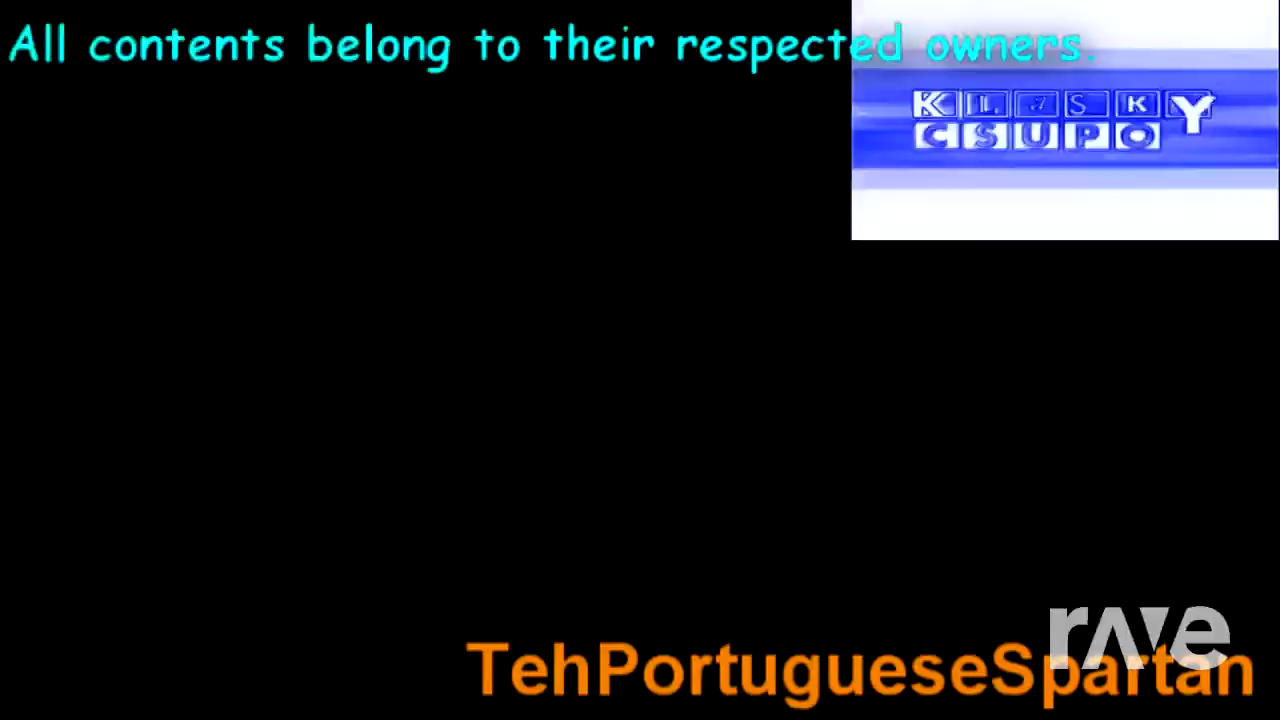 All contents belong to their respected owners.
KLASKY
CSUPO
rave
TehPortugueseSpartan